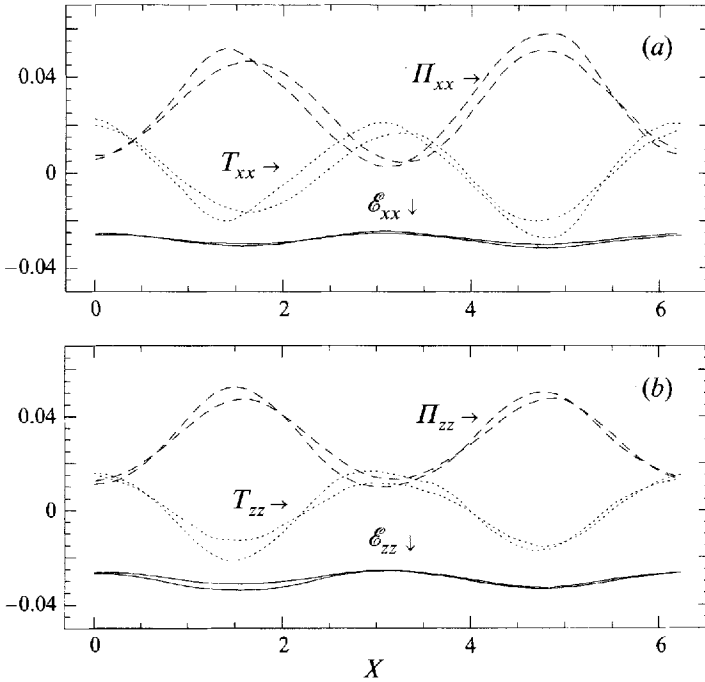 (a)
0.04
Π_xx →
T_xx →
0
ℰ_xx ↓
−0.04
0 2 4 6
(b)
0.04
Π_zz →
T_zz →
0
ℰ_zz ↓
−0.04
0 2 4 6
X